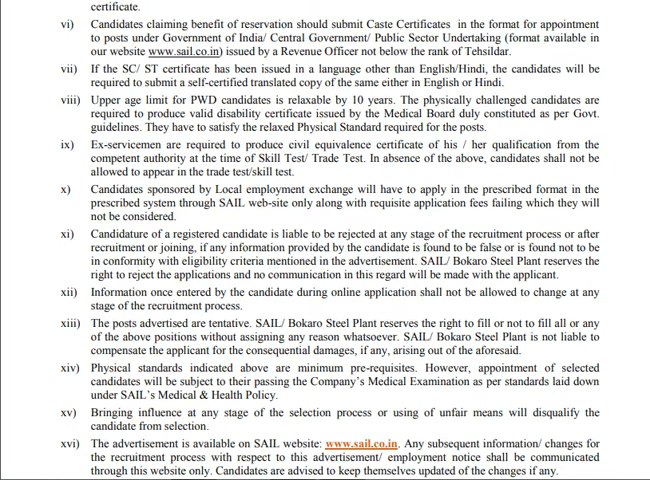 certificate.
vi) Candidates claiming benefit of reservation should submit Caste Certificates in the format for appointment
to posts under Government of India/ Central Government/ Public Sector Undertaking (format available in
our website www.sail.co.in) issued by a Revenue Officer not below the rank of Tehsildar.
vii) If the SC/ ST certificate has been issued in a language other than English/Hindi, the candidates will be
required to submit a self-certified translated copy of the same either in English or Hindi.
viii) Upper age limit for PWD candidates is relaxable by 10 years. The physically challenged candidates are
required to produce valid disability certificate issued by the Medical Board duly constituted as per Govt.
guidelines. They have to satisfy the relaxed Physical Standard required for the posts.
ix) Ex-servicemen are required to produce civil equivalence certificate of his / her qualification from the
competent authority at the time of Skill Test/ Trade Test. In absence of the above, candidates shall not be
allowed to appear in the trade test/skill test.
x) Candidates sponsored by Local employment exchange will have to apply in the prescribed format in the
prescribed system through SAIL web-site only along with requisite application fees failing which they will
not be considered.
xi) Candidature of a registered candidate is liable to be rejected at any stage of the recruitment process or after
recruitment or joining, if any information provided by the candidate is found to be false or is found not to be
in conformity with eligibility criteria mentioned in the advertisement. SAIL/ Bokaro Steel Plant reserves the
right to reject the applications and no communication in this regard will be made with the applicant.
xii) Information once entered by the candidate during online application shall not be allowed to change at any
stage of the recruitment process.
xiii) The posts advertised are tentative. SAIL/ Bokaro Steel Plant reserves the right to fill or not to fill all or any
of the above positions without assigning any reason whatsoever. SAIL/ Bokaro Steel Plant is not liable to
compensate the applicant for the consequential damages, if any, arising out of the aforesaid.
xiv) Physical standards indicated above are minimum pre-requisites. However, appointment of selected
candidates will be subject to their passing the Company's Medical Examination as per standards laid down
under SAIL's Medical & Health Policy.
xv) Bringing influence at any stage of the selection process or using of unfair means will disqualify the
candidate from selection.
xvi) The advertisement is available on SAIL website: www.sail.co.in. Any subsequent information/ changes for
the recruitment process with respect to this advertisement/ employment notice shall be communicated
through this website only. Candidates are advised to keep themselves updated of the changes if any.